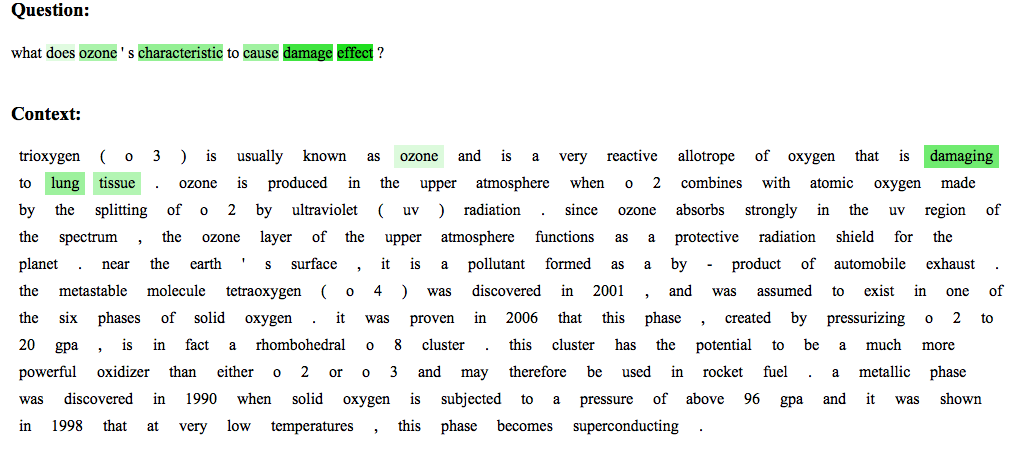 Question:
what does ozone ' s characteristic to cause damage effect ?
Context:
trioxygen ( o 3 ) is usually known as ozone and is a very reactive allotrope of oxygen that is damaging
to lung tissue . ozone is produced in the upper atmosphere when o 2 combines with atomic oxygen made
by the splitting of o 2 by ultraviolet ( uv ) radiation . since ozone absorbs strongly in the uv region of
the spectrum , the ozone layer of the upper atmosphere functions as a protective radiation shield for the
planet . near the earth ' s surface , it is a pollutant formed as a by - product of automobile exhaust .
the metastable molecule tetraoxygen ( o 4 ) was discovered in 2001 , and was assumed to exist in one of
the six phases of solid oxygen . it was proven in 2006 that this phase , created by pressurizing o 2 to
20 gpa , is in fact a rhombohedral o 8 cluster . this cluster has the potential to be a much more
powerful oxidizer than either o 2 or o 3 and may therefore be used in rocket fuel . a metallic phase
was discovered in 1990 when solid oxygen is subjected to a pressure of above 96 gpa and it was shown
in 1998 that at very low temperatures , this phase becomes superconducting .